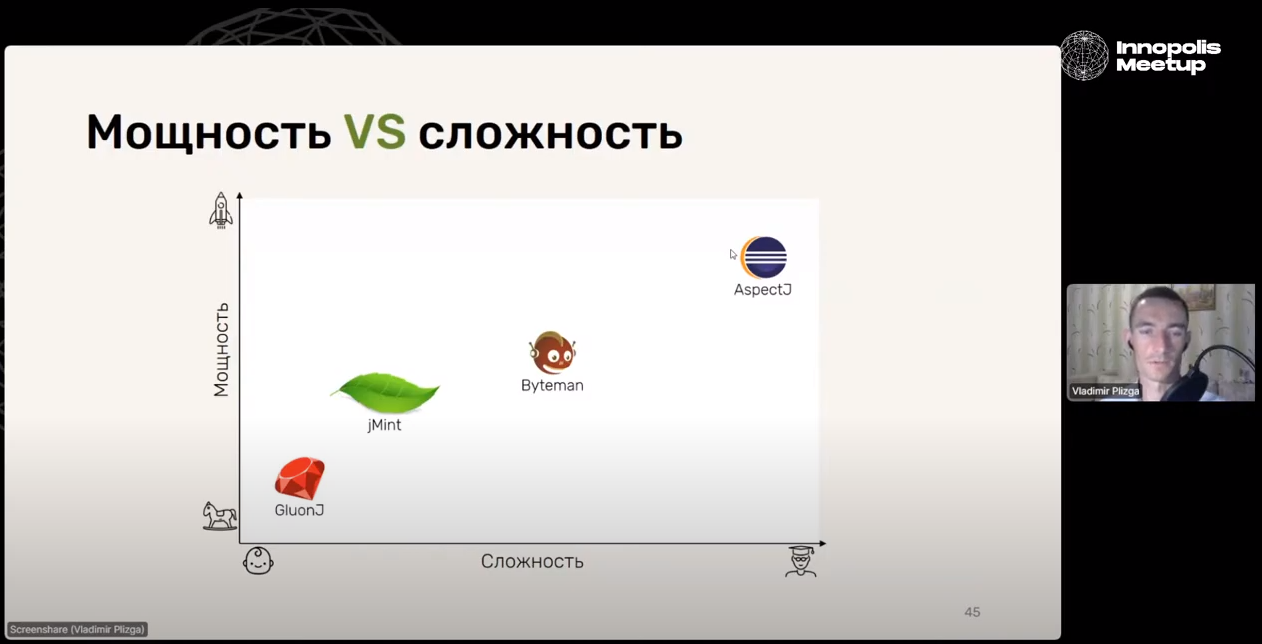 Innopolis
Meetup
Мощность VS сложность
Мощность
AspectJ
Byteman
jMint
GluonJ
Сложность
45
Vladimir Plizga
Screenshare (Vladimir Plizga)